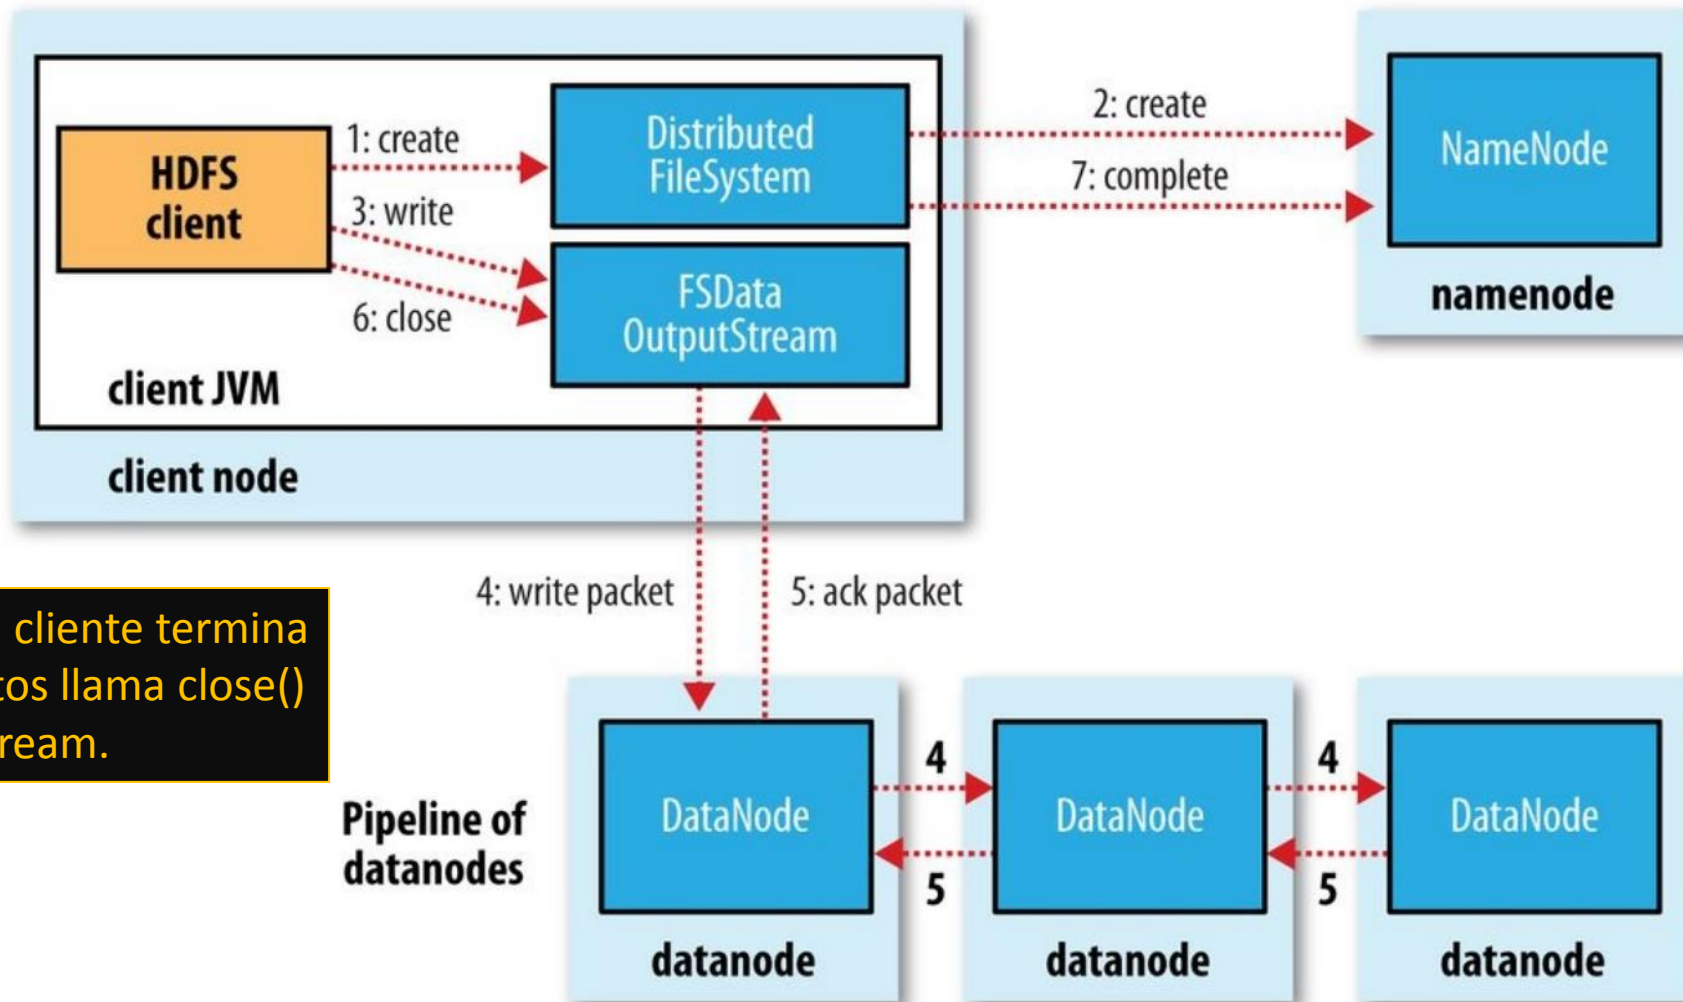 HDFS
client
1: create
3: write
6: close
Distributed
FileSystem
FSData
OutputStream
client JVM
client node
2: create
7: complete
NameNode
namenode
4: write packet
5: ack packet
cliente termina
llama close()
Pipeline of
datanodes
DataNode
4
5
DataNode
4
5
DataNode
datanode
datanode
datanode